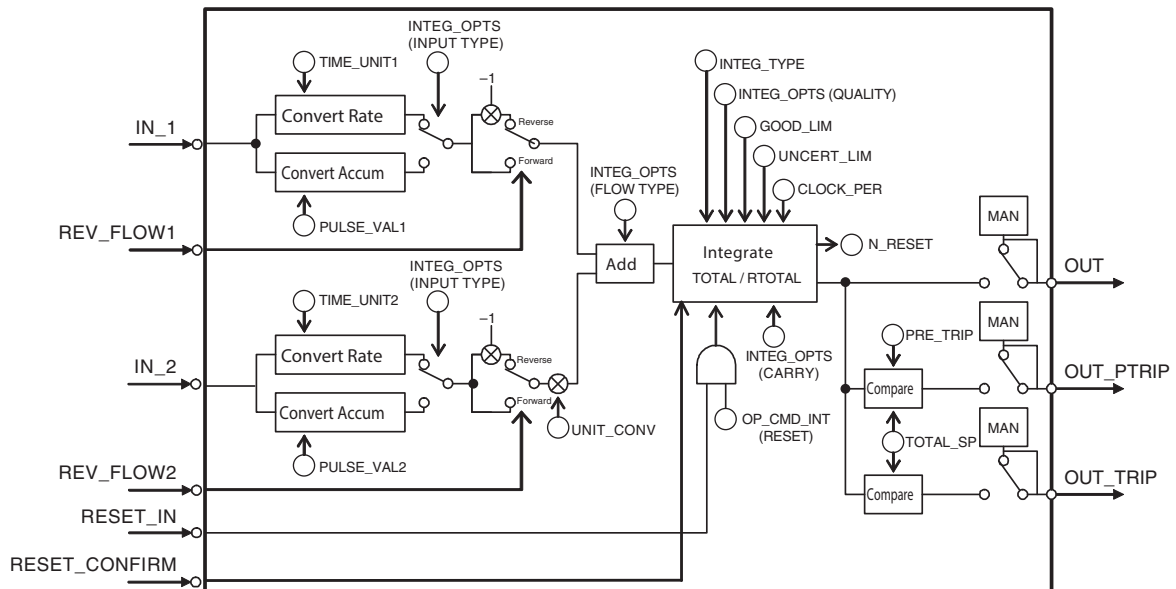 INTEG_OPTS
(INPUT TYPE)
TIME_UNIT1
Convert Rate
IN_1
Convert Accum
PULSE_VAL1
–1
Reverse
Forward
REV_FLOW1
INTEG_OPTS
(INPUT TYPE)
TIME_UNIT2
Convert Rate
IN_2
Convert Accum
PULSE_VAL2
–1
Reverse
Forward
UNIT_CONV
REV_FLOW2
RESET_IN
RESET_CONFIRM
INTEG_OPTS
(FLOW TYPE)
Add
INTEG_TYPE
INTEG_OPTS (QUALITY)
GOOD_LIM
UNCERT_LIM
CLOCK_PER
Integrate
TOTAL / RTOTAL
N_RESET
INTEG_OPTS
(CARRY)
OP_CMD_INT
(RESET)
MAN
OUT
PRE_TRIP
Compare
MAN
OUT_PTRIP
TOTAL_SP
Compare
MAN
OUT_TRIP